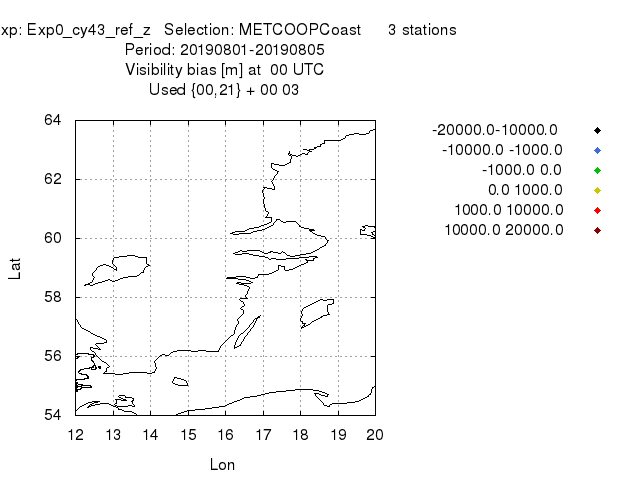 xp: Exp0_cy43_ref_z Selection: METCOOPCoast 3 stations
Period: 20190801-20190805
Visibility bias [m] at 00 UTC
Used {00,21} + 00 03
64
62
60
58
56
54
Lat
12 13 14 15 16 17 18 19 20
Lon
-20000.0-10000.0
-10000.0 -1000.0
-1000.0 0.0
0.0 1000.0
1000.0 10000.0
10000.0 20000.0